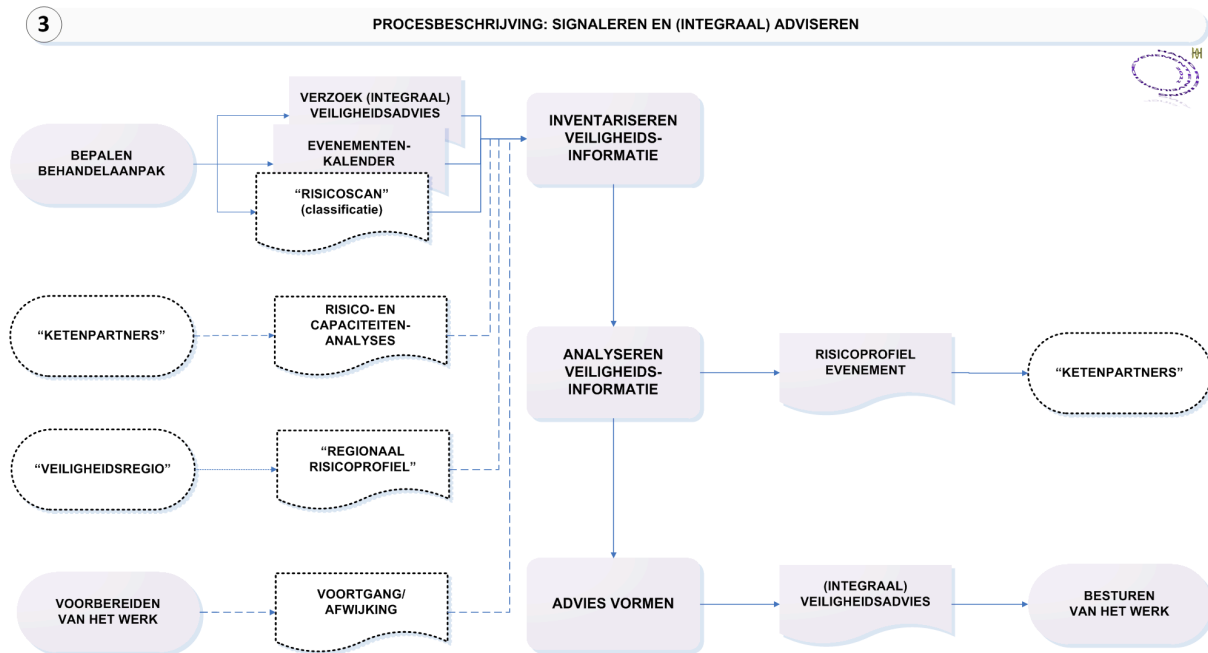 3
PROCESBESCHRIJVING: SIGNALEREN EN (INTEGRAAL) ADVISEREN
BEPALEN
BEHANDELAANPAK
VERZOEK (INTEGRAAL)
VEILIGHEIDSADVIES
EVENEMENTEN-
KALENDER
“RISICOSCAN”
(classificatie)
INVENTARISEREN
VEILIGHEIDS-
INFORMATIE
“KETENPARTNERS”
RISICO- EN
CAPACITEITEN-
ANALYSES
ANALYSEREN
VEILIGHEIDS-
INFORMATIE
RISICOPROFIEL
EVENEMENT
“KETENPARTNERS”
“VEILIGHEIDSREGIO”
“REGIONAAL
RISICOPROFIEL”
VOORBEREIDEN
VAN HET WERK
VOORTGANG/
AFWIJKING
ADVIES VORMEN
(INTEGRAAL)
VEILIGHEIDSADVIES
BESTUREN
VAN HET WERK